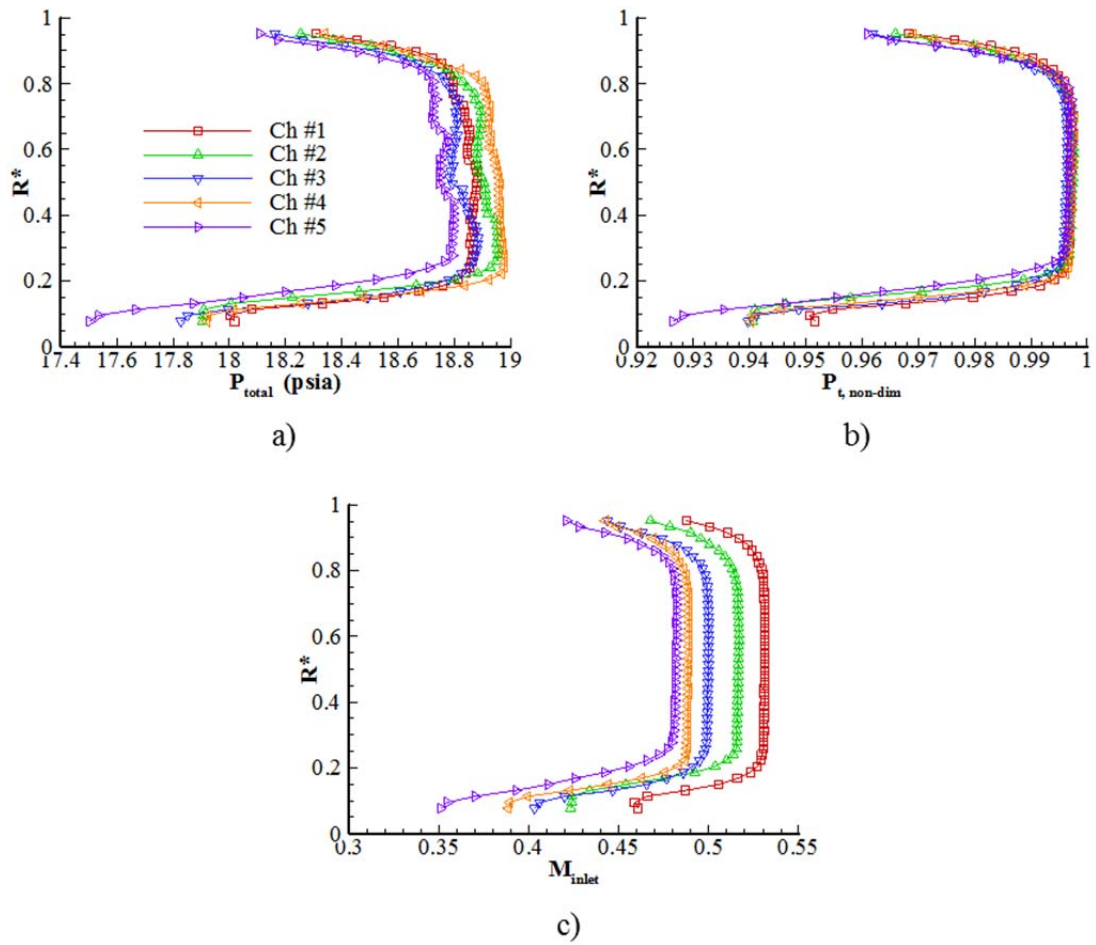 1
0.8
0.6
0.4
0.2
0
R*
Ch #1
Ch #2
Ch #3
Ch #4
Ch #5
17.4 17.6 17.8 18 18.2 18.4 18.6 18.8 19
P total (psia)
a)
1
0.8
0.6
0.4
0.2
0
R*
0.92 0.93 0.94 0.95 0.96 0.97 0.98 0.99 1
P t, non-dim
b)
1
0.8
0.6
0.4
0.2
0
R*
0.3 0.35 0.4 0.45 0.5 0.55
M inlet
c)